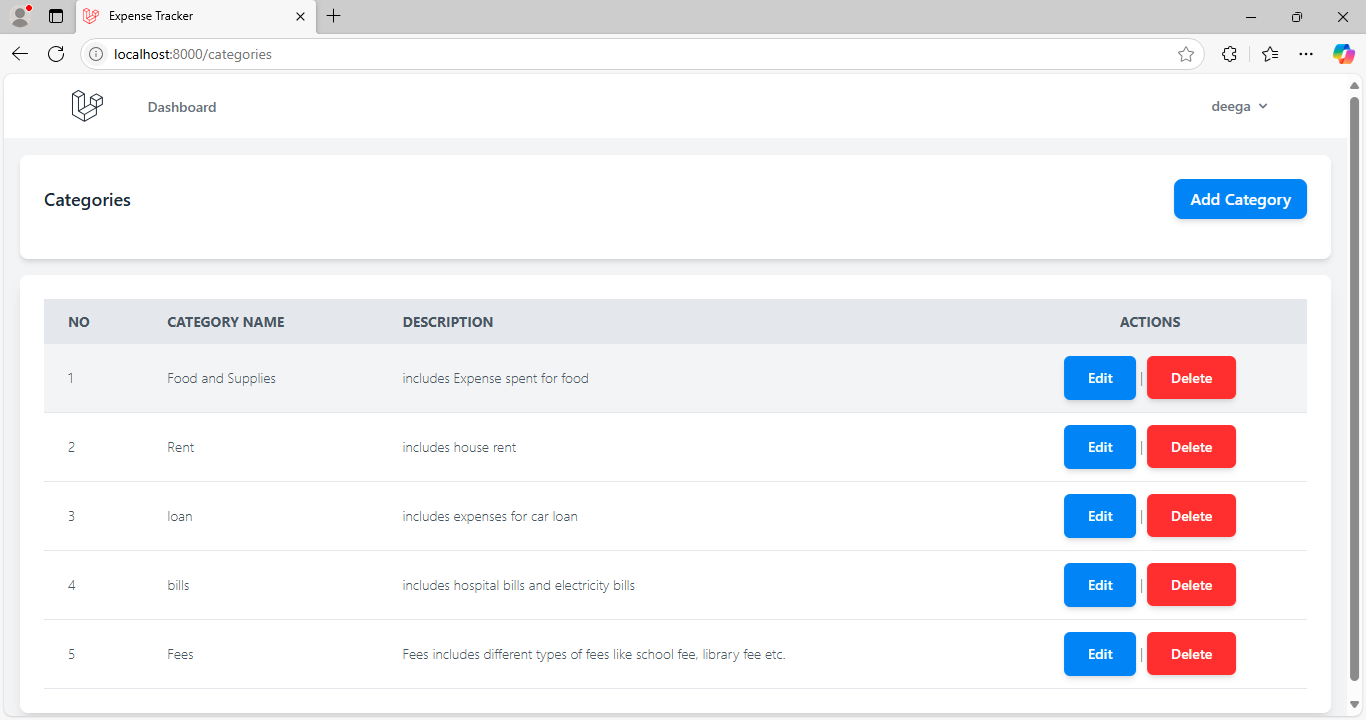 Expense Tracker
localhost:8000/categories
Dashboard
deega
Categories
Add Category
NO CATEGORY NAME DESCRIPTION ACTIONS
1 Food and Supplies includes Expense spent for food Edit | Delete
2 Rent includes house rent Edit | Delete
3 loan includes expenses for car loan Edit | Delete
4 bills includes hospital bills and electricity bills Edit | Delete
5 Fees Fees includes different types of fees like school fee, library fee etc. Edit | Delete